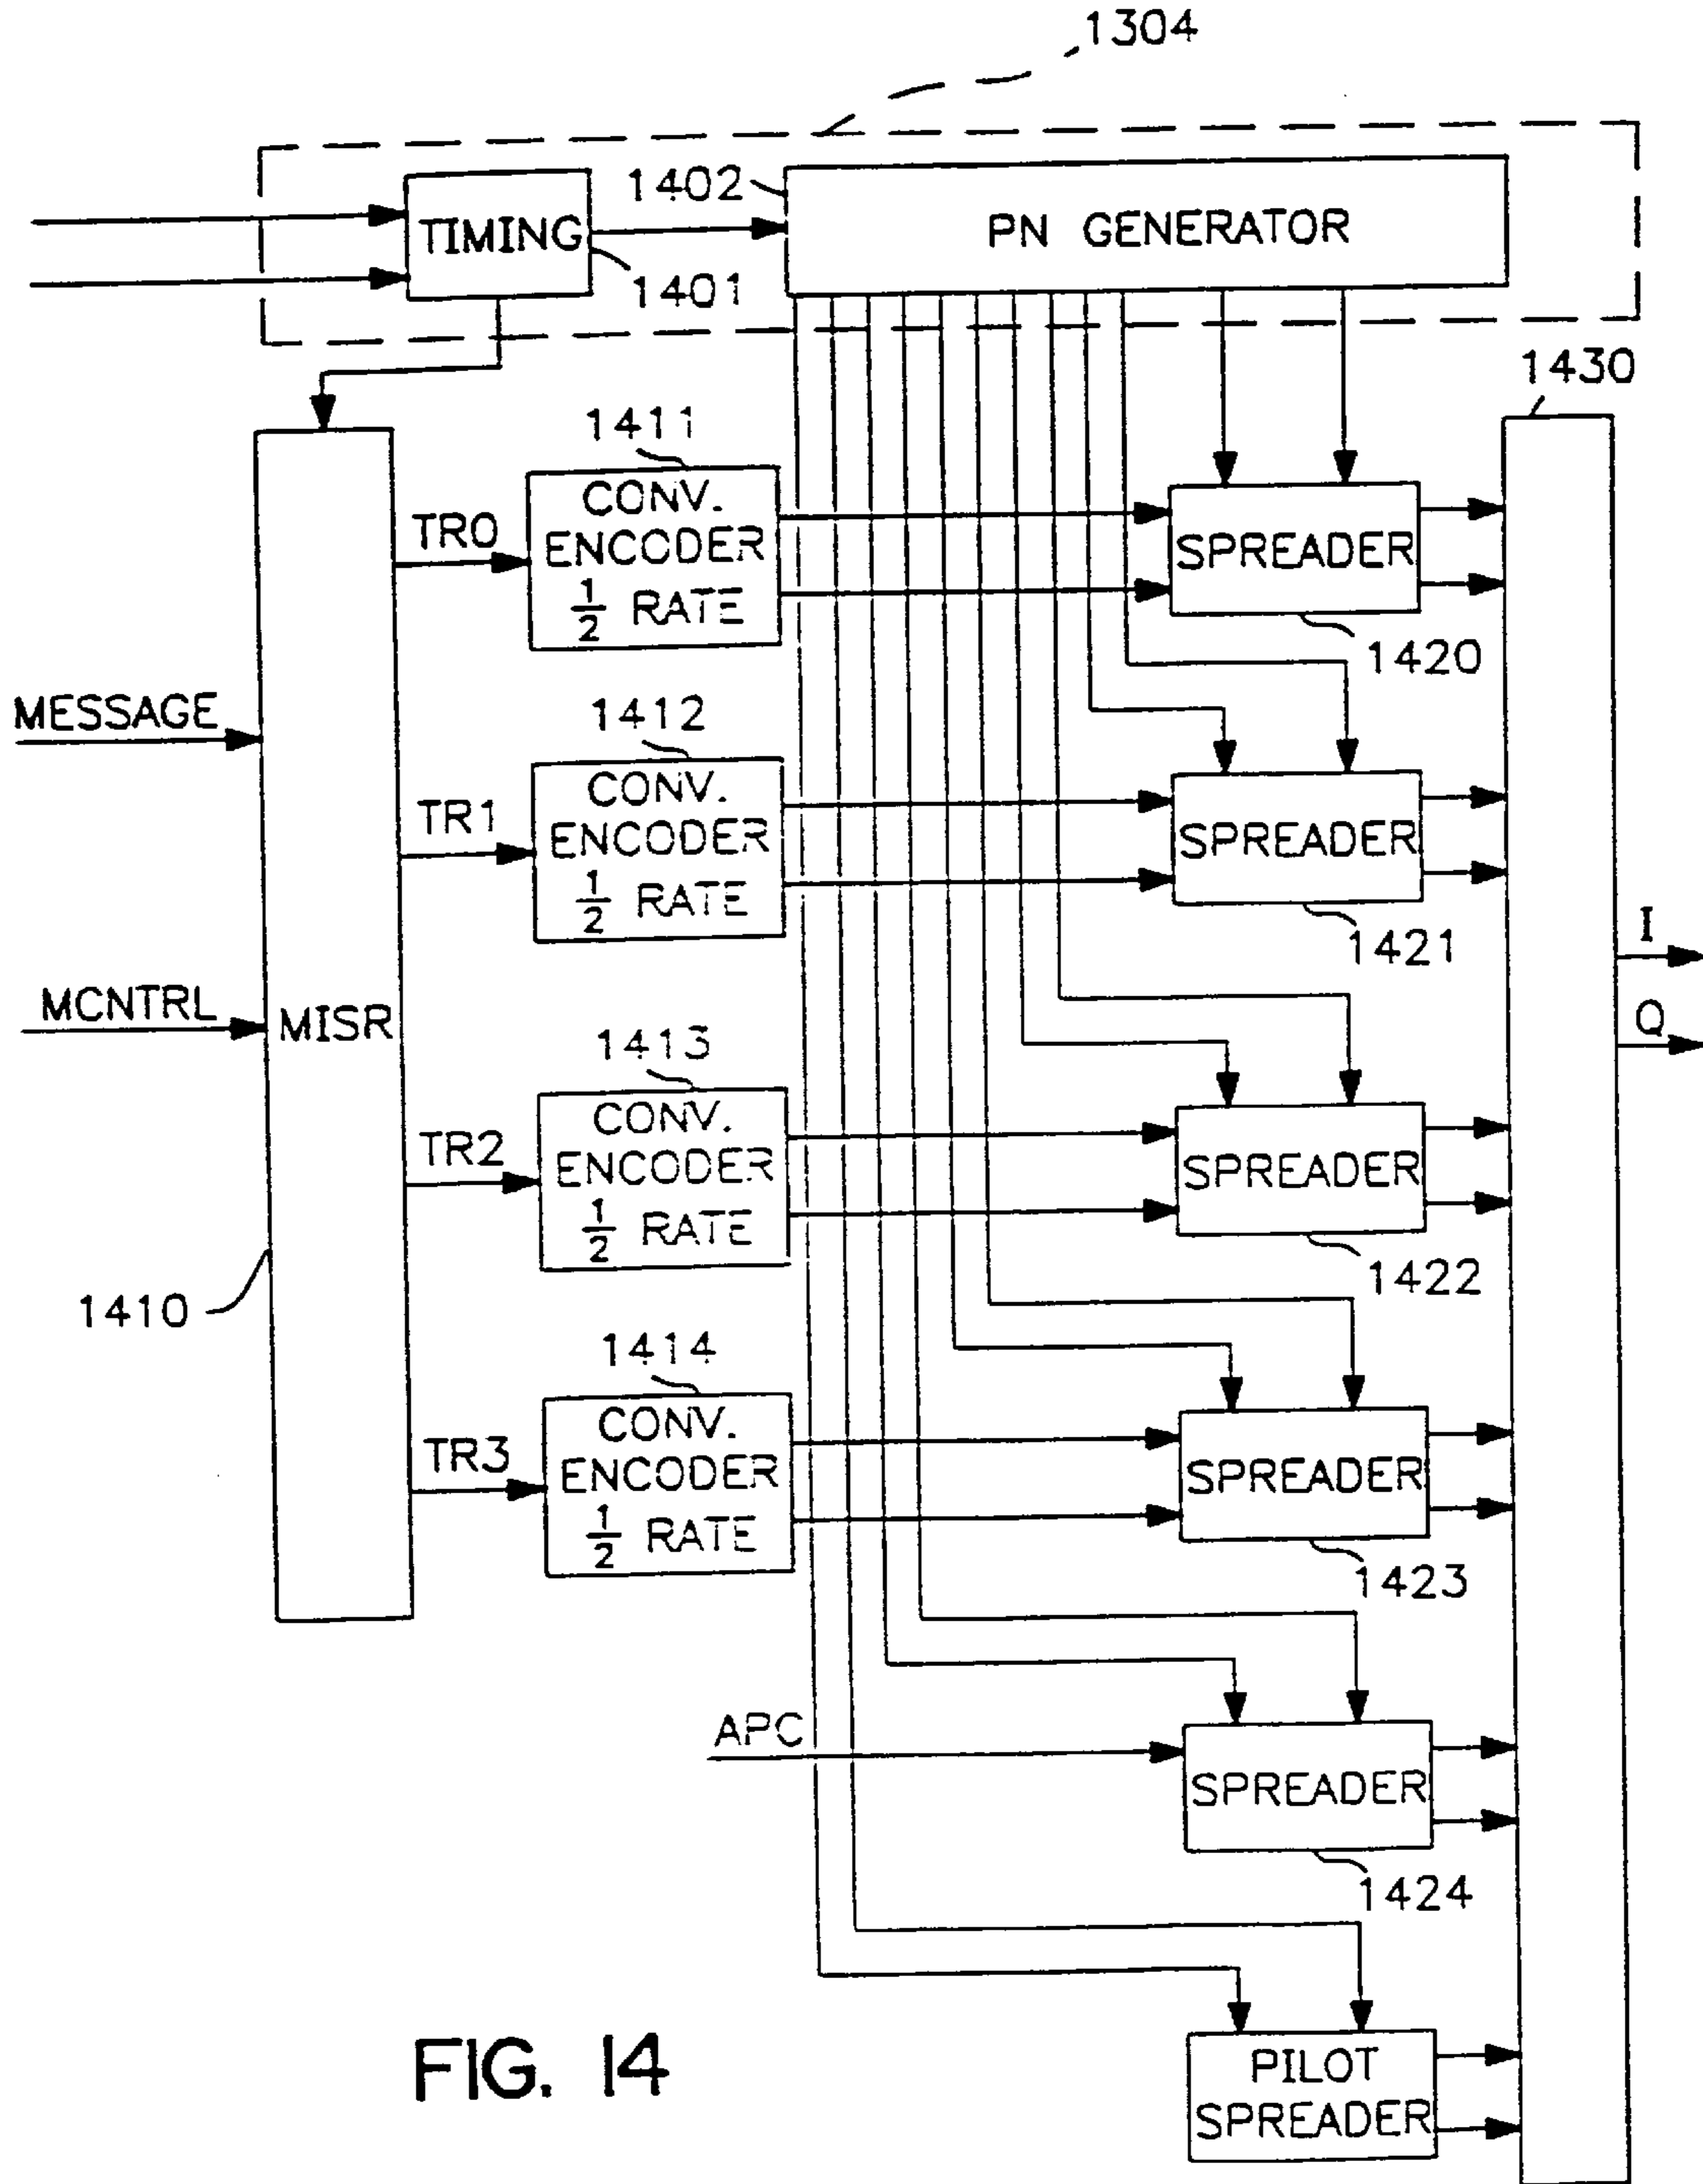 1304
1402
TIMING
PN GENERATOR
1401
1430
1411
CONV.
ENCODER
1/2 RATE
TR0
SPREADER
1420
MESSAGE
1412
CONV.
ENCODER
1/2 RATE
TR1
SPREADER
1421
I
MCNTRL
MISR
Q
1413
CONV.
ENCODER
1/2 RATE
TR2
SPREADER
1422
1410
1414
CONV.
ENCODER
1/2 RATE
TR3
SPREADER
1423
APC
SPREADER
1424
PILOT
SPREADER
FIG. 14